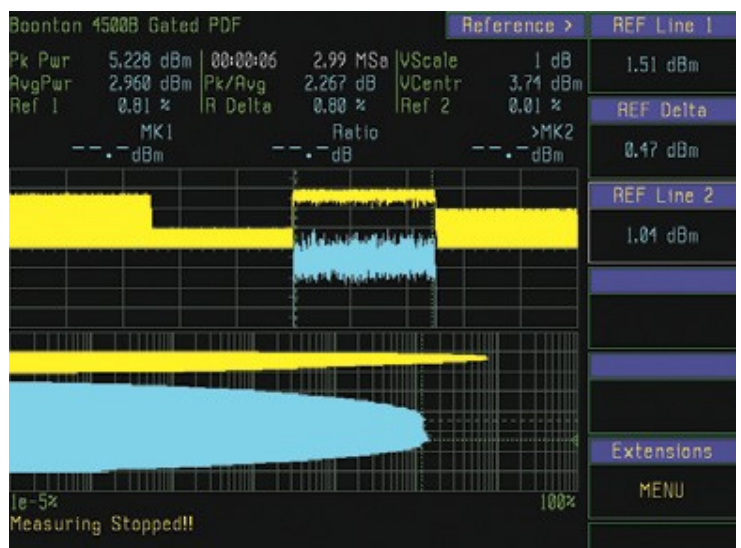 Boonton 4500B Gated PDF
Reference >
Pk Pwr 5.228 dBm 00:00:06 2.99 MSa VScale 1 dB
AvgPwr 2.960 dBm Pk/Avg 2.267 dB VCentr 3.74 dBm
Ref 1 0.81 % R Delta 0.80 % Ref 2 0.01 %
MK1 Ratio >MK2
--.-dBm --.-dB --.-dBm
1e-5% 100%
Measuring Stopped!!
REF Line 1
1.51 dBm
REF Delta
0.47 dBm
REF Line 2
1.04 dBm
Extensions
MENU